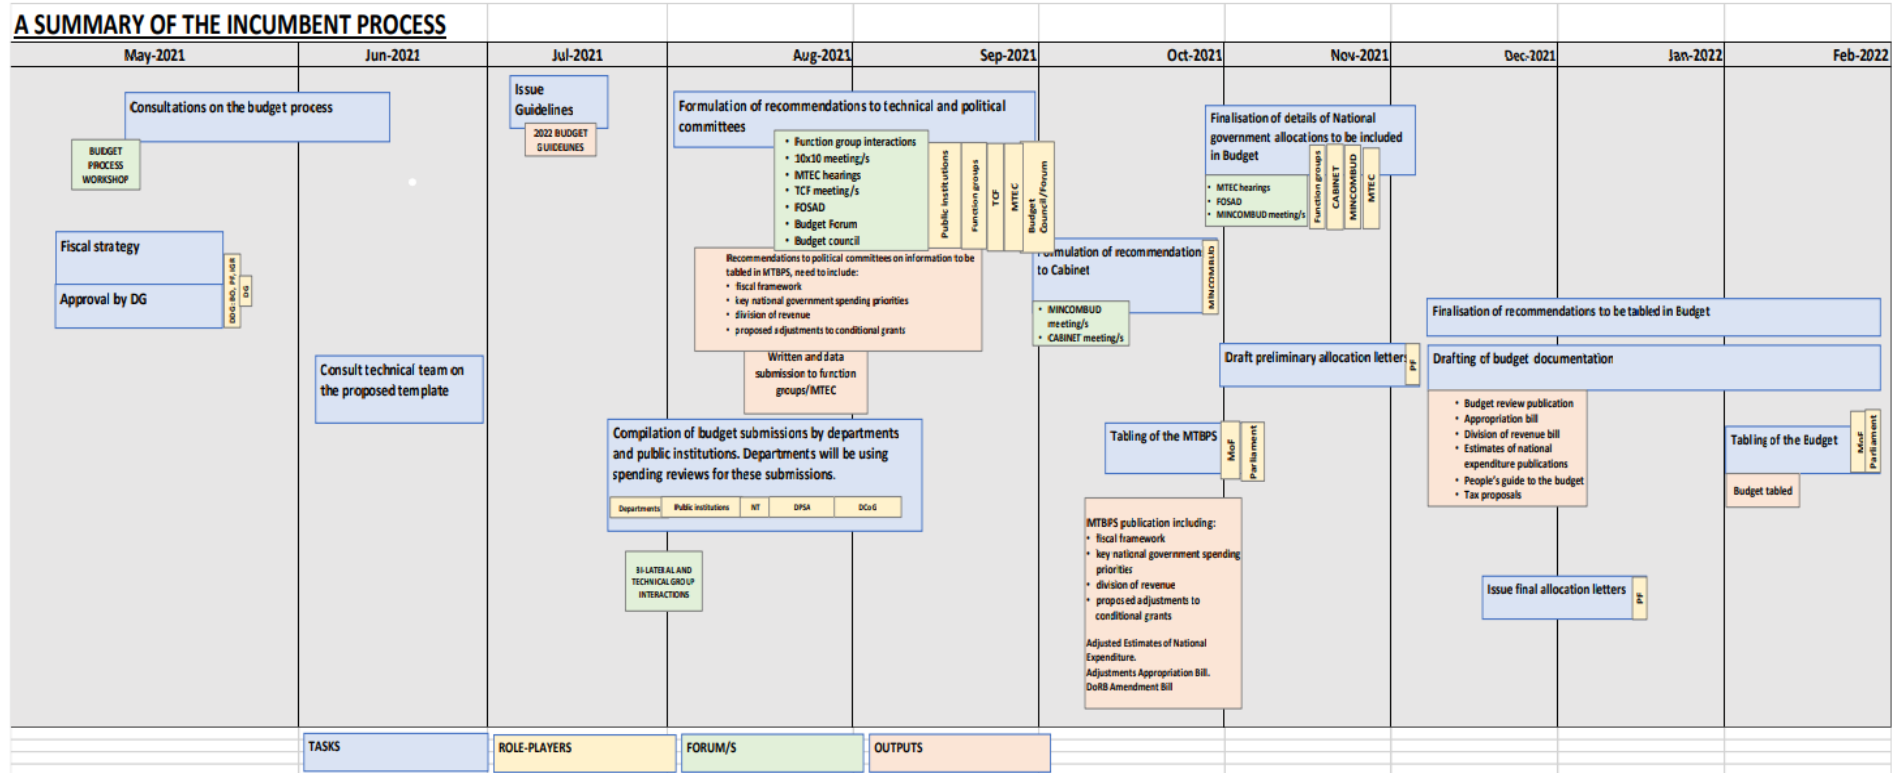 A SUMMARY OF THE INCUMBENT PROCESS
May-2021
Jun-2022
Jul-2021
Aug-2021
Sep-2021
Oct-2021
Nov-2021
Dec-2021
Jan-2022
Feb-2022
Consultations on the budget process
BUDGET
PROCESS
WORKSHOP
Fiscal strategy
Approval by DG
DDG: BO, PF, IGR
DG
Consult technical team on
the proposed template
Issue
Guidelines
2022 BUDGET
GUIDELINES
Formulation of recommendations to technical and political
committees
• Function group interactions
• 10x10 meeting/s
• MTEC hearings
• TCF meeting/s
• FOSAD
• Budget Forum
• Budget council
Public institutions
Function groups
TCF
MTEC
Budget
Council/Forum
Recommendations to political committees on information to be
tabled in MTBPS, need to include:
• fiscal framework
• key national government spending priorities
• division of revenue
• proposed adjustments to conditional grants
Written and data
submission to function
groups/MTEC
Compilation of budget submissions by departments
and public institutions. Departments will be using
spending reviews for these submissions.
Departments
Public institutions
NT
DPSA
DCoG
BI-LATERAL AND
TECHNICAL GROUP
INTERACTIONS
Formulation of recommendation
to Cabinet
MINCOMBUD
• MINCOMBUD
meeting/s
• CABINET meeting/s
Finalisation of details of National
government allocations to be included
in Budget
• MTEC hearings
• FOSAD
• MINCOMBUD meeting/s
Function groups
CABINET
MINCOMBUD
MTEC
Draft preliminary allocation letters
PF
Tabling of the MTBPS
MoF
Parliament
MTBPS publication including:
• fiscal framework
• key national government spending
priorities
• division of revenue
• proposed adjustments to
conditional grants
Adjusted Estimates of National
Expenditure.
Adjustments Appropriation Bill.
DoRB Amendment Bill
Finalisation of recommendations to be tabled in Budget
Drafting of budget documentation
• Budget review publication
• Appropriation bill
• Division of revenue bill
• Estimates of national
expenditure publications
• People's guide to the budget
• Tax proposals
Issue final allocation letters
PF
Tabling of the Budget
MoF
Parliament
Budget tabled
TASKS
ROLE-PLAYERS
FORUM/S
OUTPUTS